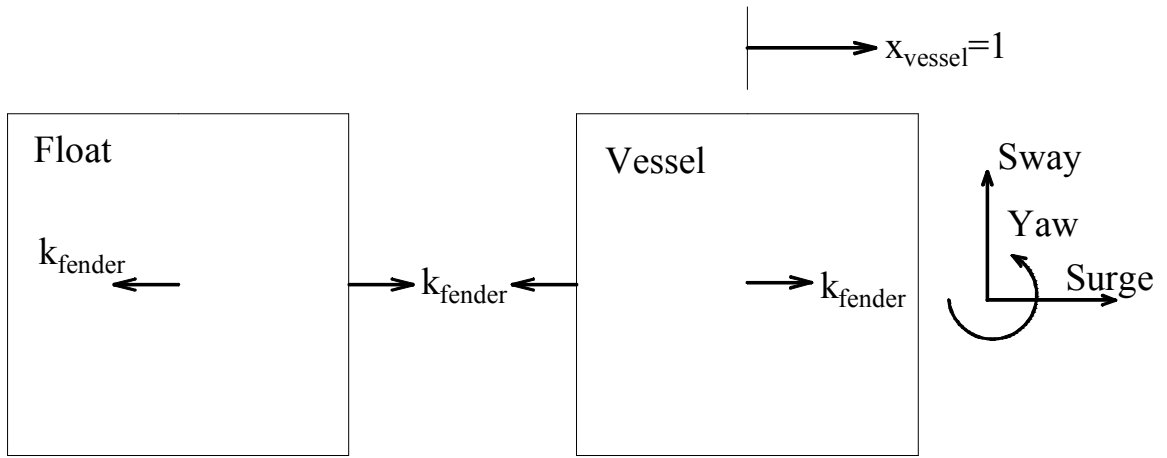 x_vessel=1
Float
Vessel
Sway
k_fender
Yaw
k_fender
k_fender
Surge